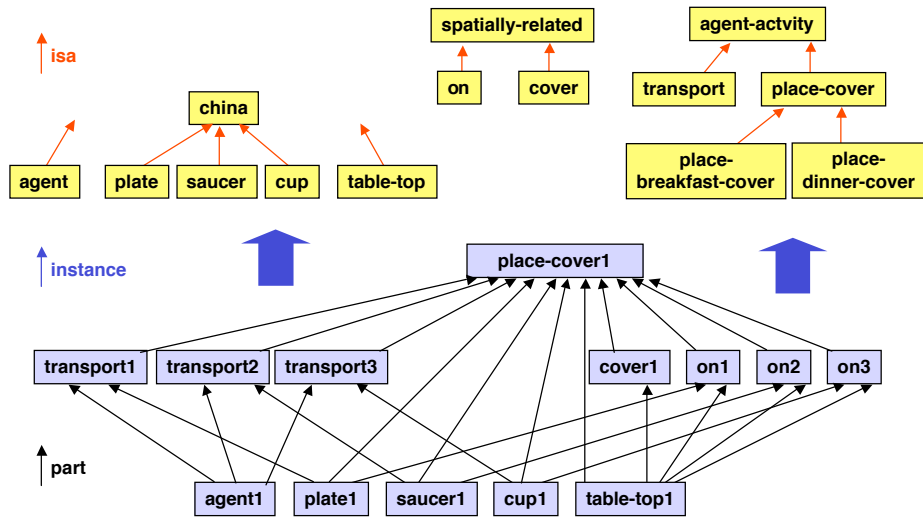 spatially-related
agent-actvity
isa
on
cover
transport
place-cover
china
agent
plate
saucer
cup
table-top
place-
breakfast-cover
place-
dinner-cover
instance
place-cover1
transport1
transport2
transport3
cover1
on1
on2
on3
part
agent1
plate1
saucer1
cup1
table-top1